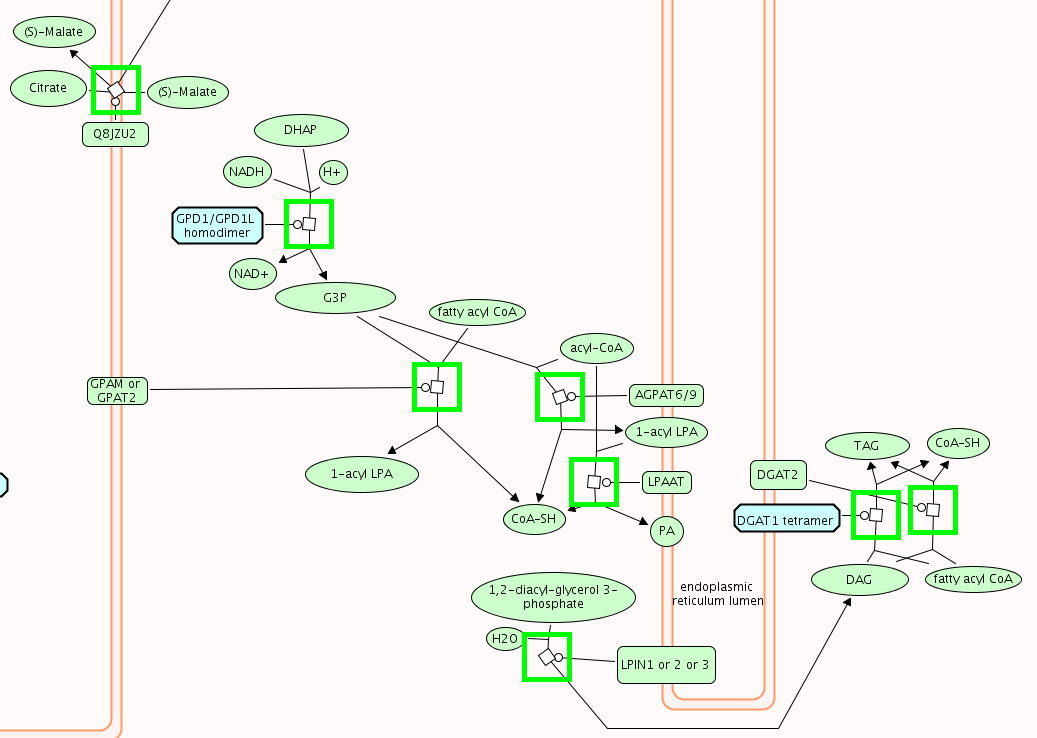 (S)-Malate
Citrate
(S)-Malate
Q8JZU2
DHAP
NADH
H+
GPD1/GPD1L
homodimer
NAD+
G3P
fatty acyl CoA
acyl-CoA
GPAM or
GPAT2
AGPAT6/9
1-acyl LPA
1-acyl LPA
LPAAT
CoA-SH
PA
TAG
CoA-SH
DGAT2
DGAT1 tetramer
DAG
fatty acyl CoA
1,2-diacyl-glycerol 3-
phosphate
endoplasmic
reticulum lumen
H2O
LPIN1 or 2 or 3